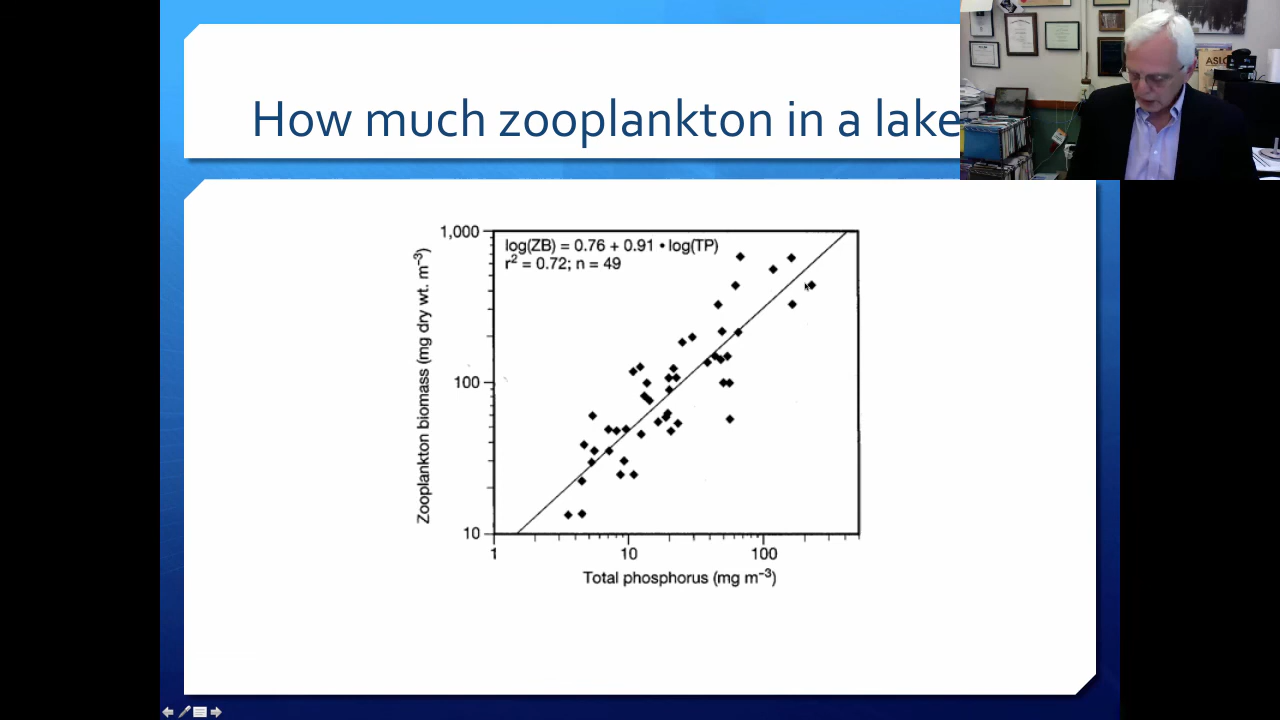 How much zooplankton in a lake
ASLO
1,000
log(ZB) = 0.76 + 0.91 • log(TP)
r² = 0.72; n = 49
Zooplankton biomass (mg dry wt. m⁻³)
100
10
1 10 100
Total phosphorus (mg m⁻³)